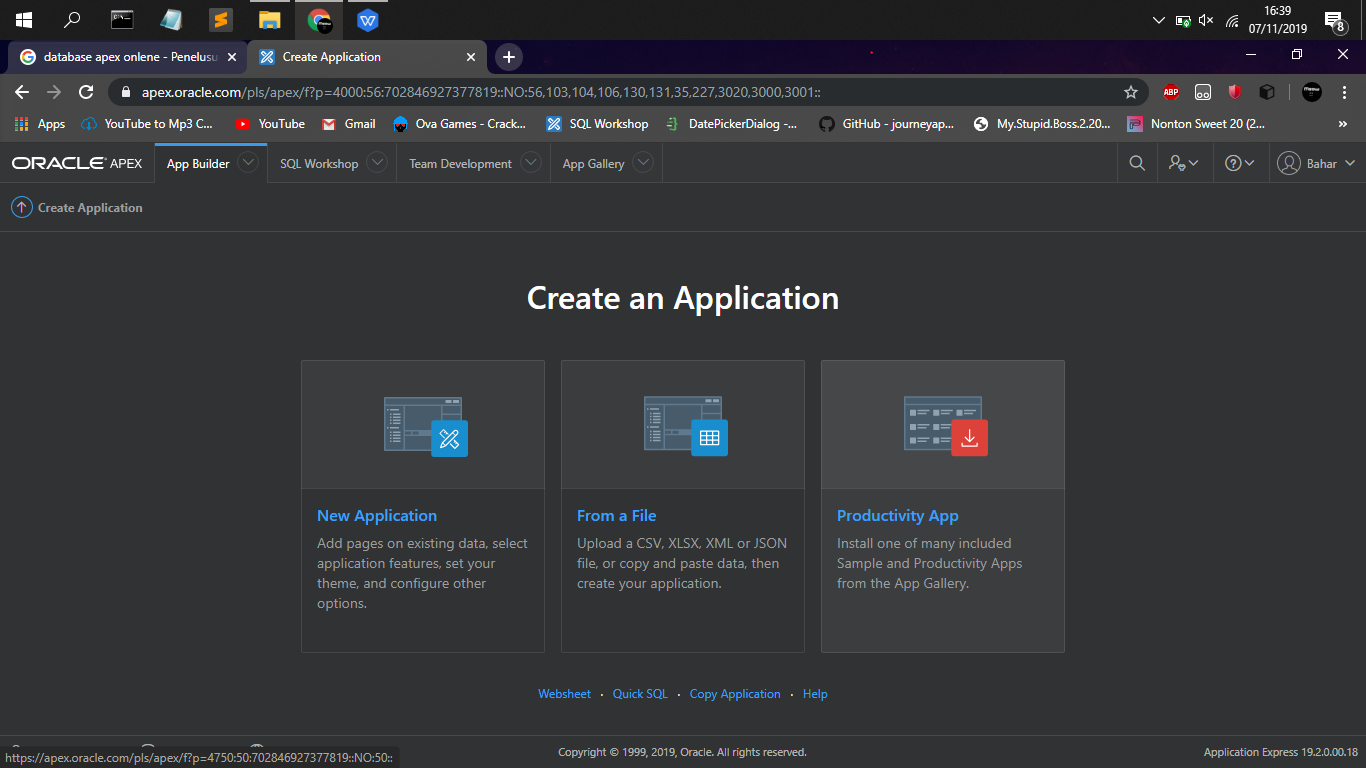 16:39
07/11/2019
8
database apex onlene - Penelusu
Create Application
apex.oracle.com/pls/apex/f?p=4000:56:702846927377819::NO:56,103,104,106,130,131,35,227,3020,3000,3001::
ABP
Apps
YouTube to Mp3 C...
YouTube
Gmail
Ova Games - Crack...
SQL Workshop
DatePickerDialog -...
GitHub - journeyap...
My.Stupid.Boss.2.20...
Nonton Sweet 20 (2...
»
ORACLE APEX
App Builder
SQL Workshop
Team Development
App Gallery
Bahar
Create Application
Create an Application
New Application
Add pages on existing data, select
application features, set your
theme, and configure other
options.
From a File
Upload a CSV, XLSX, XML or JSON
file, or copy and paste data, then
create your application.
Productivity App
Install one of many included
Sample and Productivity Apps
from the App Gallery.
Websheet · Quick SQL · Copy Application · Help
https://apex.oracle.com/pls/apex/f?p=4750:50:702846927377819::NO:50::
Copyright © 1999, 2019, Oracle. All rights reserved.
Application Express 19.2.0.00.18